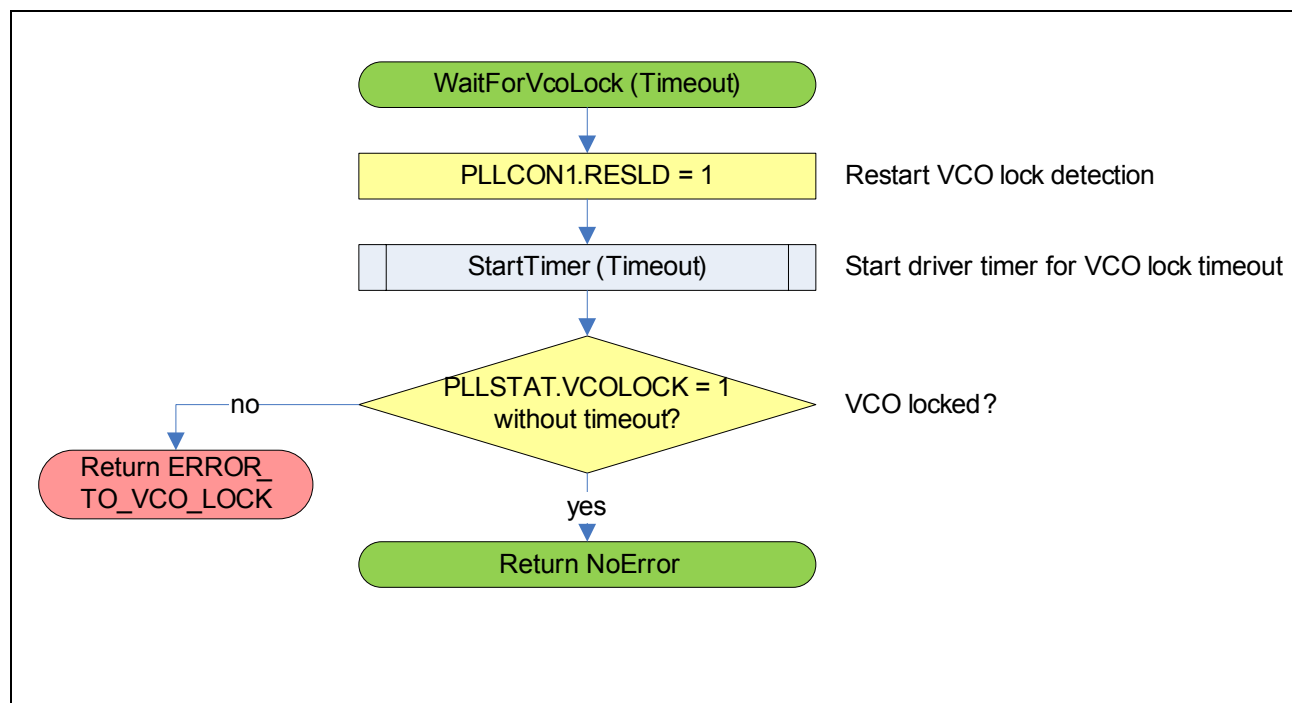 WaitForVcoLock (Timeout)
PLLCON1.RESLD = 1
Restart VCO lock detection
StartTimer (Timeout)
Start driver timer for VCO lock timeout
PLLSTAT.VCOLOCK = 1
without timeout?
VCO locked?
no
Return ERROR_
TO_VCO_LOCK
yes
Return NoError